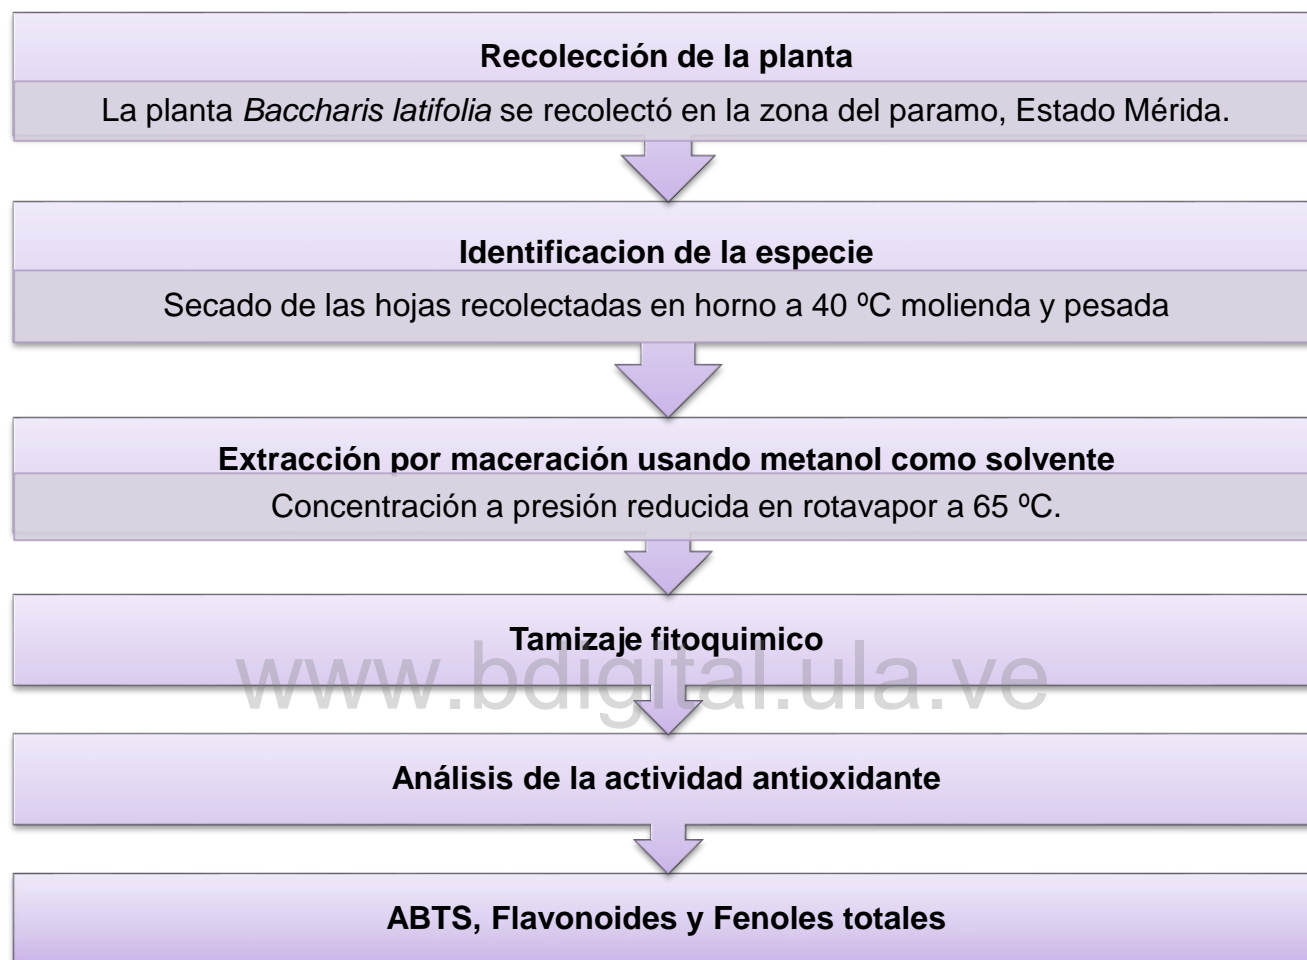 Recolección de la planta
La planta Baccharis latifolia se recolectó en la zona del paramo, Estado Mérida.
Identificacion de la especie
Secado de las hojas recolectadas en horno a 40 ºC molienda y pesada
Extracción por maceración usando metanol como solvente
Concentración a presión reducida en rotavapor a 65 ºC.
Tamizaje fitoquimico
www.bdigital.ula.ve
Análisis de la actividad antioxidante
ABTS, Flavonoides y Fenoles totales